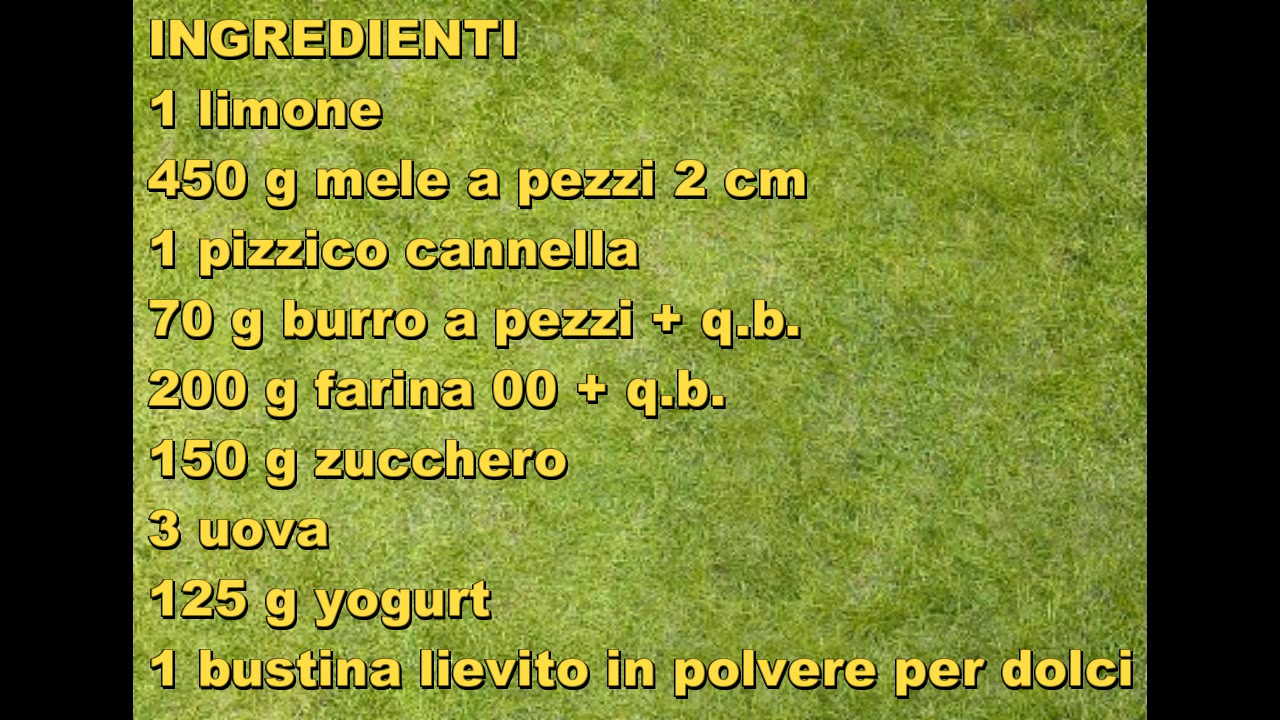 INGREDIENTI
1 limone
450 g mele a pezzi 2 cm
1 pizzico cannella
70 g burro a pezzi + q.b.
200 g farina 00 + q.b.
150 g zucchero
3 uova
125 g yogurt
1 bustina lievito in polvere per dolci